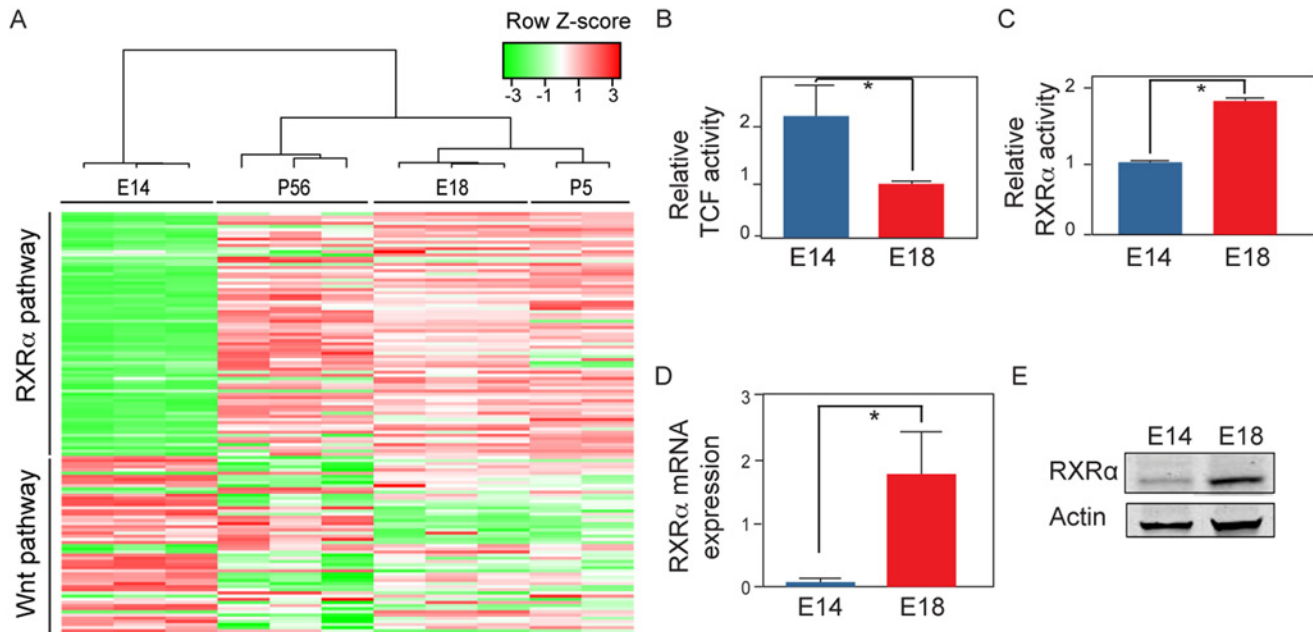 A
Row Z-score
-3 -1 1 3
E14 P56 E18 P5
RXRα pathway
Wnt pathway
B
Relative
TCF activity
2
1
0
*
E14 E18
C
Relative
RXRα activity
2
1
0
*
E14 E18
D
RXRα mRNA
expression
3
2
1
0
*
E14 E18
E
E14 E18
RXRα
Actin